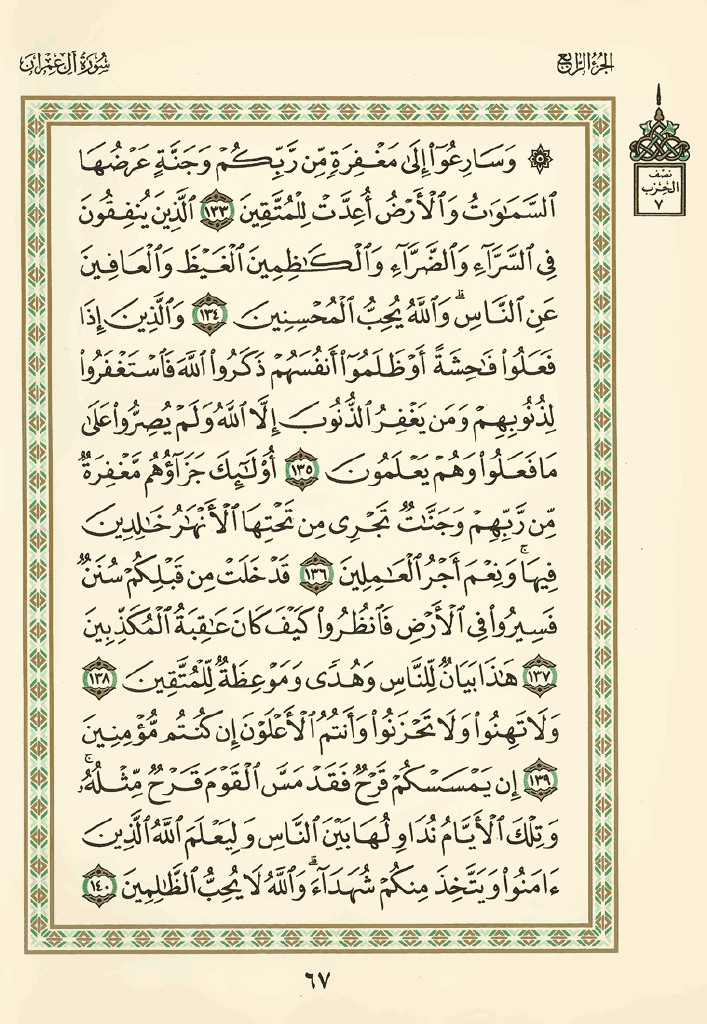 سُورَةُ آلِ عِمْرَان
الجُزْءُ الرَّابِعُ
۞ وَسَارِعُوٓا۟ إِلَىٰ مَغْفِرَةٍ مِّن رَّبِّكُمْ وَجَنَّةٍ عَرْضُهَا
نصف
الحزب
٧
ٱلسَّمَٰوَٰتُ وَٱلْأَرْضُ أُعِدَّتْ لِلْمُتَّقِينَ ١٣٣ ٱلَّذِينَ يُنفِقُونَ
فِى ٱلسَّرَّآءِ وَٱلضَّرَّآءِ وَٱلْكَٰظِمِينَ ٱلْغَيْظَ وَٱلْعَافِينَ
عَنِ ٱلنَّاسِ ۗ وَٱللَّهُ يُحِبُّ ٱلْمُحْسِنِينَ ١٣٤ وَٱلَّذِينَ إِذَا
فَعَلُوا۟ فَٰحِشَةً أَوْ ظَلَمُوٓا۟ أَنفُسَهُمْ ذَكَرُوا۟ ٱللَّهَ فَٱسْتَغْفَرُوا۟
لِذُنُوبِهِمْ وَمَن يَغْفِرُ ٱلذُّنُوبَ إِلَّا ٱللَّهُ وَلَمْ يُصِرُّوا۟ عَلَىٰ
مَا فَعَلُوا۟ وَهُمْ يَعْلَمُونَ ١٣٥ أُو۟لَٰٓئِكَ جَزَآؤُهُم مَّغْفِرَةٌ
مِّن رَّبِّهِمْ وَجَنَّٰتٌ تَجْرِى مِن تَحْتِهَا ٱلْأَنْهَٰرُ خَٰلِدِينَ
فِيهَا ۚ وَنِعْمَ أَجْرُ ٱلْعَٰمِلِينَ ١٣٦ قَدْ خَلَتْ مِن قَبْلِكُمْ سُنَنٌ
فَسِيرُوا۟ فِى ٱلْأَرْضِ فَٱنظُرُوا۟ كَيْفَ كَانَ عَٰقِبَةُ ٱلْمُكَذِّبِينَ
١٣٧ هَٰذَا بَيَانٌ لِّلنَّاسِ وَهُدًى وَمَوْعِظَةٌ لِّلْمُتَّقِينَ ١٣٨
وَلَا تَهِنُوا۟ وَلَا تَحْزَنُوا۟ وَأَنتُمُ ٱلْأَعْلَوْنَ إِن كُنتُم مُّؤْمِنِينَ
١٣٩ إِن يَمْسَسْكُمْ قَرْحٌ فَقَدْ مَسَّ ٱلْقَوْمَ قَرْحٌ مِّثْلُهُۥ ۚ
وَتِلْكَ ٱلْأَيَّامُ نُدَاوِلُهَا بَيْنَ ٱلنَّاسِ وَلِيَعْلَمَ ٱللَّهُ ٱلَّذِينَ
ءَامَنُوا۟ وَيَتَّخِذَ مِنكُمْ شُهَدَآءَ ۗ وَٱللَّهُ لَا يُحِبُّ ٱلظَّٰلِمِينَ ١٤٠
٦٧